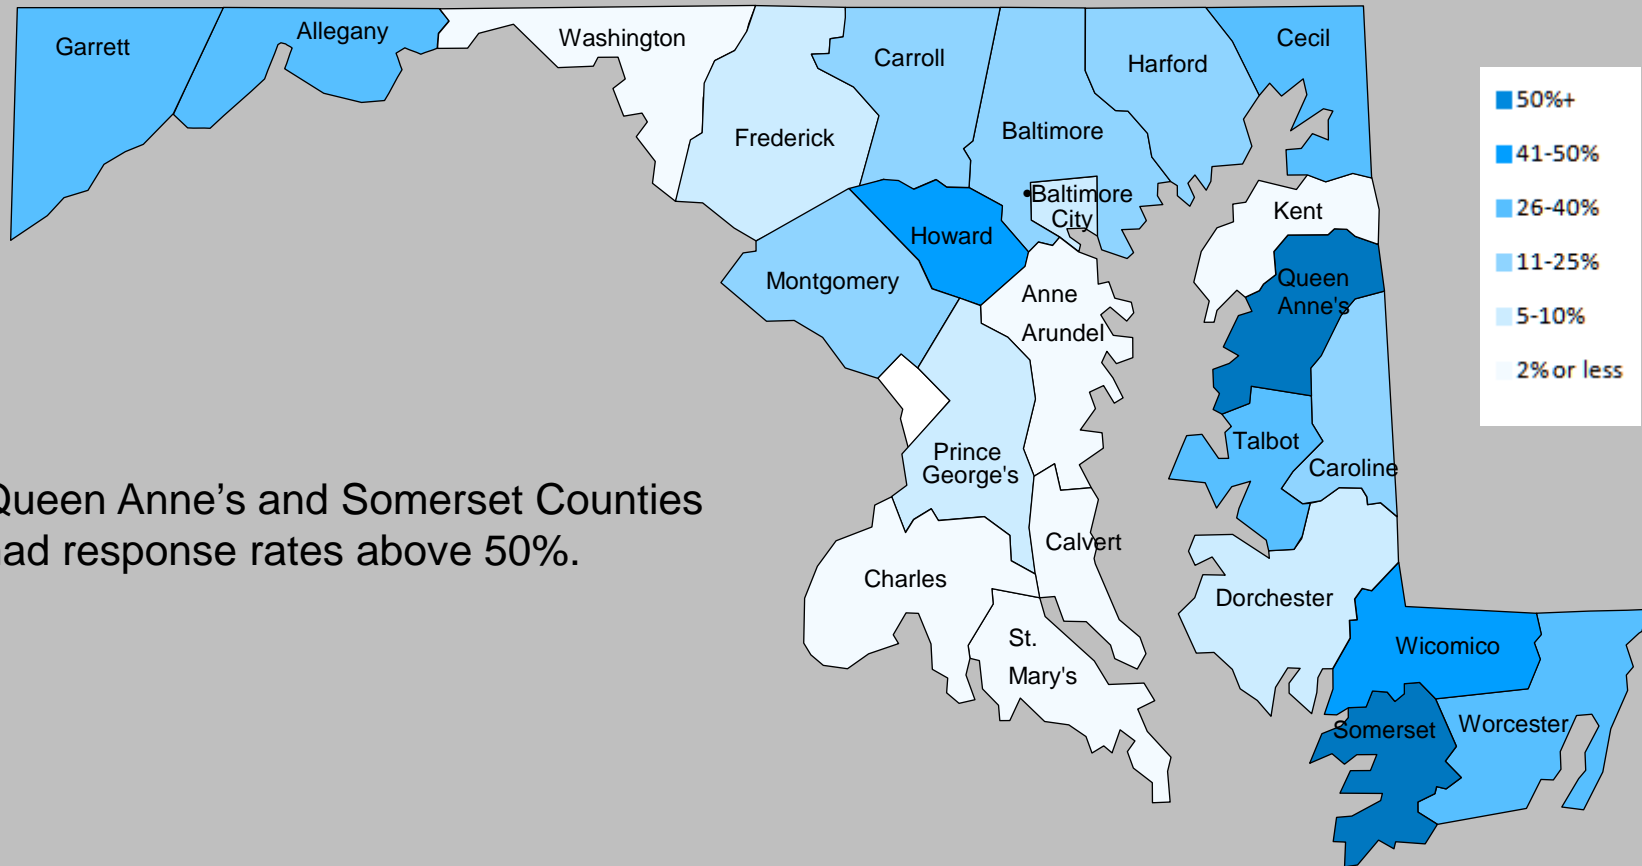 Garrett
Allegany
Washington
Frederick
Carroll
Baltimore
Harford
Cecil
•Baltimore
City
Howard
Montgomery
Anne
Arundel
Kent
Queen
Anne's
Talbot
Caroline
Prince
George's
Calvert
Charles
St.
Mary's
Dorchester
Wicomico
Somerset
Worcester
50%+
41-50%
26-40%
11-25%
5-10%
2% or less
Queen Anne’s and Somerset Counties
had response rates above 50%.